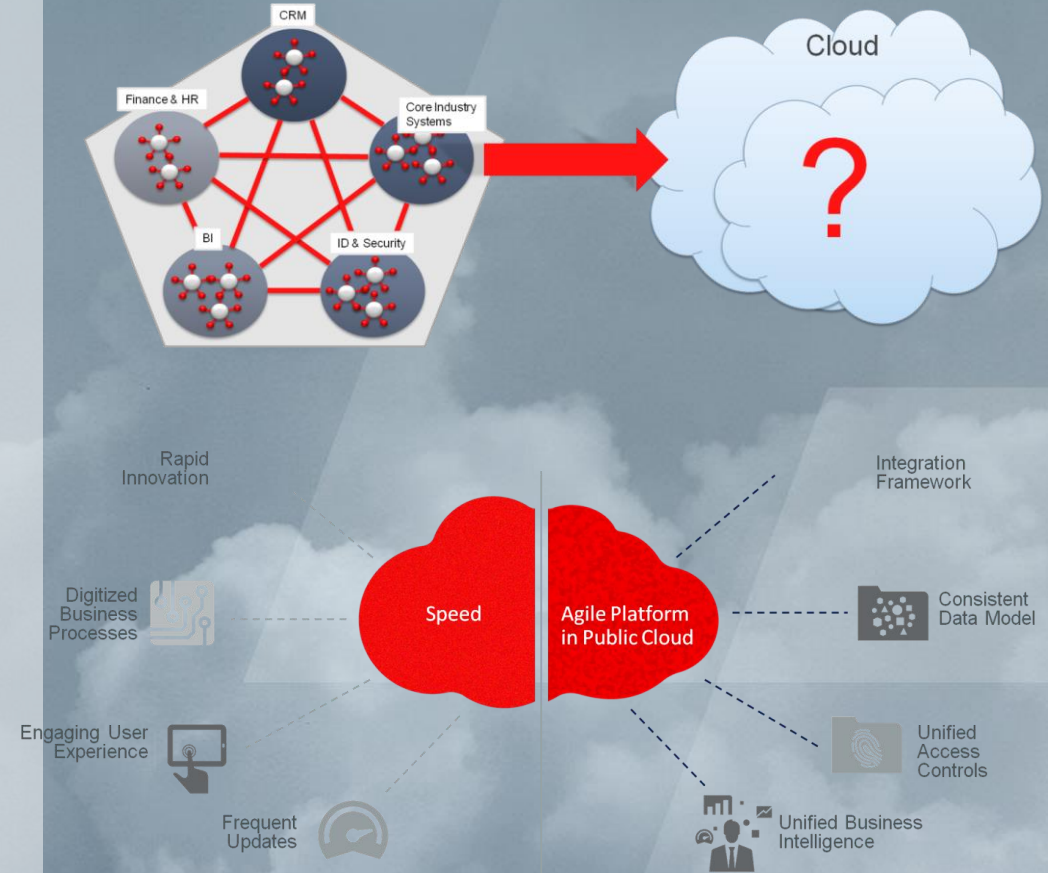 CRM
Cloud
Finance & HR
Core Industry
Systems
?
BI
ID & Security
Rapid
Innovation
Integration
Framework
Digitized
Business
Processes
Speed
Agile Platform
in Public Cloud
Consistent
Data Model
Engaging User
Experience
Unified
Access
Controls
Frequent
Updates
Unified Business
Intelligence